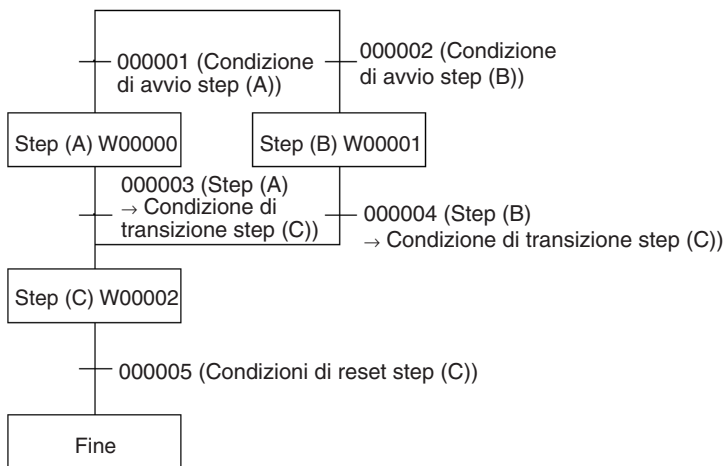 000001 (Condizione
di avvio step (A))
000002 (Condizione
di avvio step (B))
Step (A) W00000
Step (B) W00001
000003 (Step (A)
→ Condizione di
transizione step (C))
000004 (Step (B)
→ Condizione di transizione step (C))
Step (C) W00002
000005 (Condizioni di reset step (C))
Fine